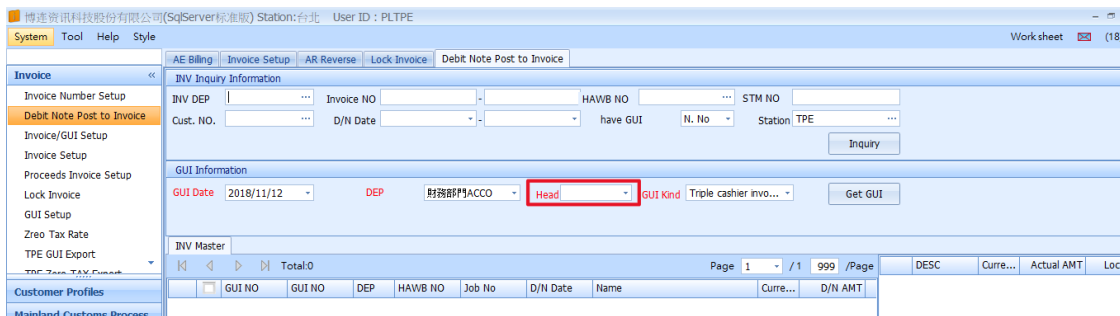 博连资讯科技股份有限公司(SqlServer标准版) Station:台北 User ID : PLTPE
System Tool Help Style Work sheet (18
AE Billing Invoice Setup AR Reverse Lock Invoice Debit Note Post to Invoice
Invoice «
Invoice Number Setup
Debit Note Post to Invoice
Invoice/GUI Setup
Invoice Setup
Proceeds Invoice Setup
Lock Invoice
GUI Setup
Zreo Tax Rate
TPE GUI Export
TPE Zero TAX Export
Customer Profiles
Mainland Customs Process
INV Inquiry Information
INV DEP ... Invoice NO - HAWB NO ... STM NO
Cust. NO. ... D/N Date - have GUI N. No Station TPE ...
Inquiry
GUI Information
GUI Date 2018/11/12 DEP 財務部門ACCO Head GUI Kind Triple cashier invo... Get GUI
INV Master
Total:0 Page 1 / 1 999 /Page
GUI NO GUI NO DEP HAWB NO Job No D/N Date Name Curre... D/N AMT
DESC Curre... Actual AMT Loc